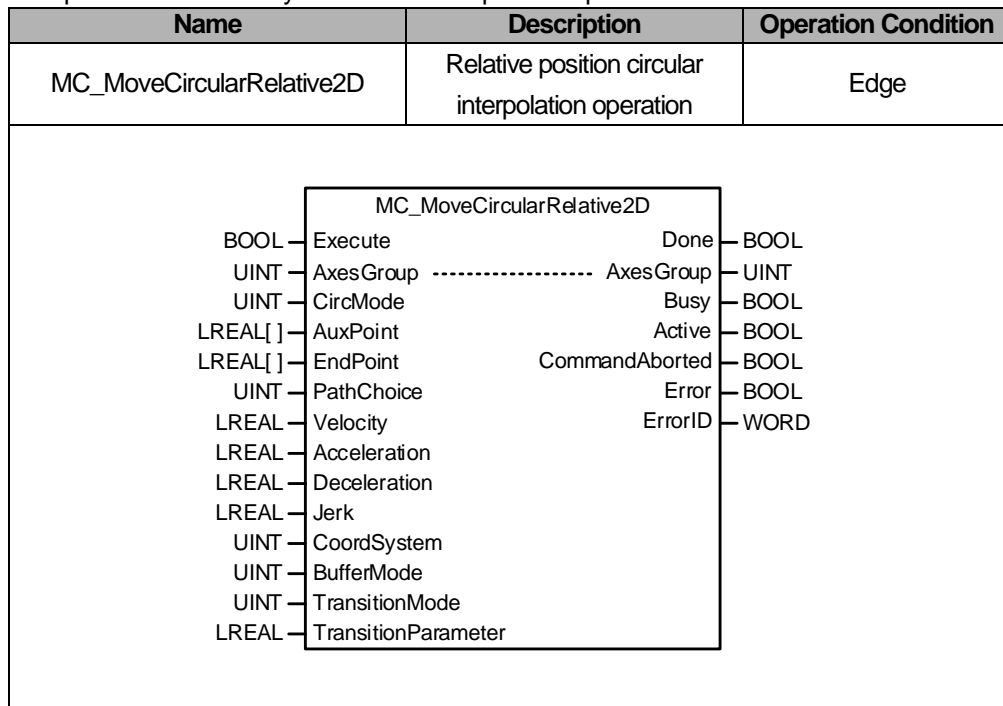 Name Description Operation Condition
MC_MoveCircularRelative2D Relative position circular interpolation operation Edge
MC_MoveCircularRelative2D
BOOL Execute Done BOOL
UINT AxesGroup AxesGroup UINT
UINT CircMode Busy BOOL
LREAL[ ] AuxPoint Active BOOL
LREAL[] EndPoint CommandAborted BOOL
UINT PathChoice Error BOOL
LREAL Velocity ErrorID WORD
LREAL Acceleration
LREAL Deceleration
LREAL Jerk
UINT CoordSystem
UINT BufferMode
UINT TransitionMode
LREAL TransitionParameter